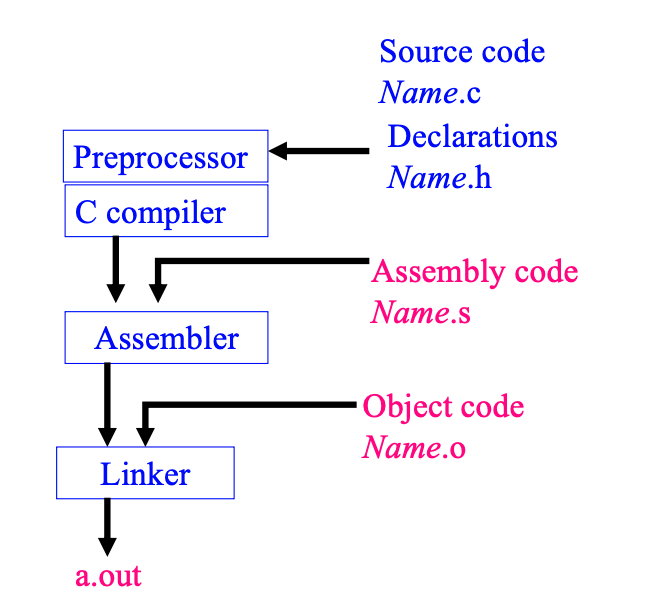 Source code
Name.c
Declarations
Name.h
Preprocessor
C compiler
Assembly code
Name.s
Assembler
Object code
Name.o
Linker
a.out